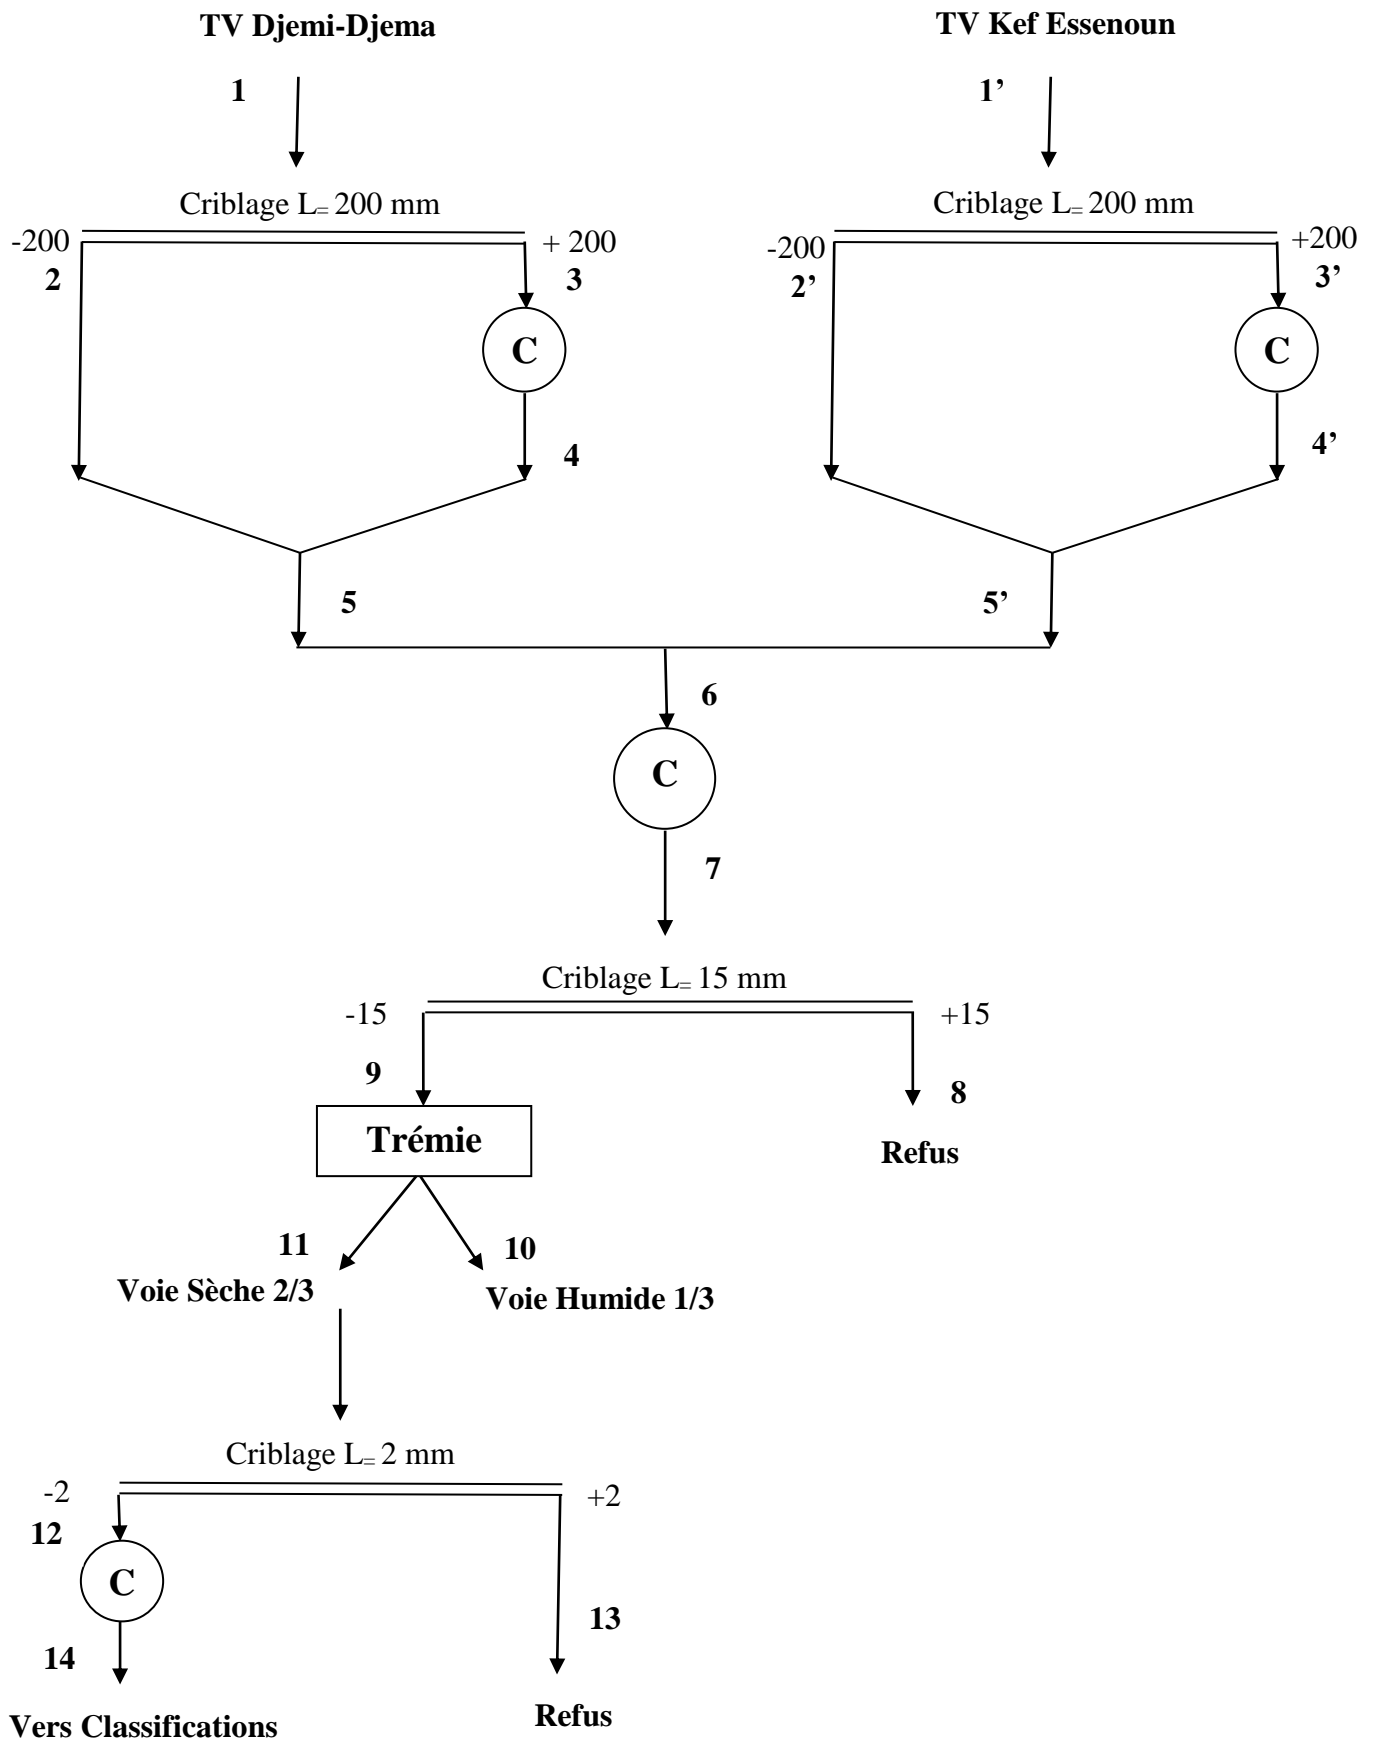 TV Djemi-Djema
TV Kef Essenoun
1
1’
Criblage L= 200 mm
Criblage L= 200 mm
-200
+ 200
-200
+200
2
3
2’
3’
C
C
4
4’
5
5’
6
C
7
Criblage L= 15 mm
-15
+15
9
8
Trémie
Refus
11
10
Voie Sèche 2/3
Voie Humide 1/3
Criblage L= 2 mm
-2
+2
12
C
13
14
Vers Classifications
Refus